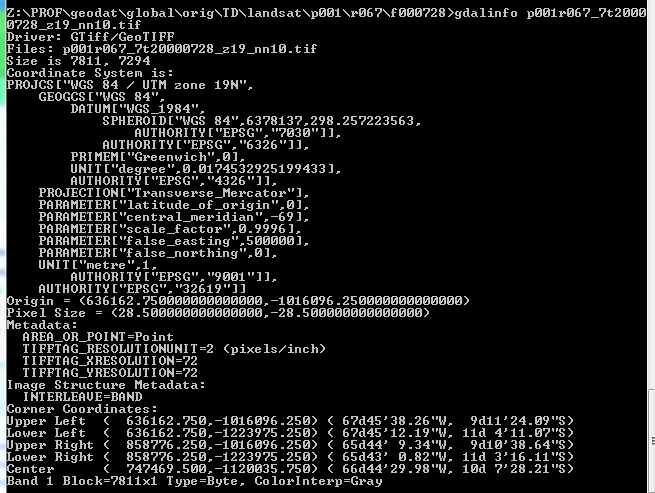 Z:\PROF\geodat\orig\TD\landsat\p001\r067\f000728>gdalinfo p001r067_7t2000
0728_z19_nn10.tif
Driver: GTiff/GeoTIFF
Files: p001r067_7t20000728_z19_nn10.tif
Size is 7811, 7294
Coordinate System is:
PROJCS["WGS 84 / UTM zone 19N",
    GEOGCS["WGS 84",
        DATUM["WGS_1984",
            SPHEROID["WGS 84",6378137,298.257223563,
                AUTHORITY["EPSG","7030"]],
            AUTHORITY["EPSG","6326"]],
        PRIMEM["Greenwich",0],
        UNIT["degree",0.0174532925199433],
        AUTHORITY["EPSG","4326"]],
    PROJECTION["Transverse_Mercator"],
    PARAMETER["latitude_of_origin",0],
    PARAMETER["central_meridian",-69],
    PARAMETER["scale_factor",0.9996],
    PARAMETER["false_easting",500000],
    PARAMETER["false_northing",0],
    UNIT["metre",1,
        AUTHORITY["EPSG","9001"]],
    AUTHORITY["EPSG","32619"]]
Origin = (636162.750000000000000,-1016096.250000000000000)
Pixel Size = (28.500000000000000,-28.500000000000000)
Metadata:
  AREA_OR_POINT=Point
  TIFFTAG_RESOLUTIONUNIT=2 (pixels/inch)
  TIFFTAG_XRESOLUTION=72
  TIFFTAG_YRESOLUTION=72
Image Structure Metadata:
  INTERLEAVE=BAND
Corner Coordinates:
Upper Left  (  636162.750,-1016096.250) ( 67d45'38.26"W,  9d11'24.09"S)
Lower Left  (  636162.750,-1223975.250) ( 67d45'12.19"W, 11d 4'11.07"S)
Upper Right (  858776.250,-1016096.250) ( 65d44' 9.34"W,  9d10'38.64"S)
Lower Right (  858776.250,-1223975.250) ( 65d43' 0.82"W, 11d 3'16.11"S)
Center      (  747469.500,-1120035.750) ( 66d44'29.98"W, 10d 7'28.21"S)
Band 1 Block=7811x1 Type=Byte, ColorInterp=Gray